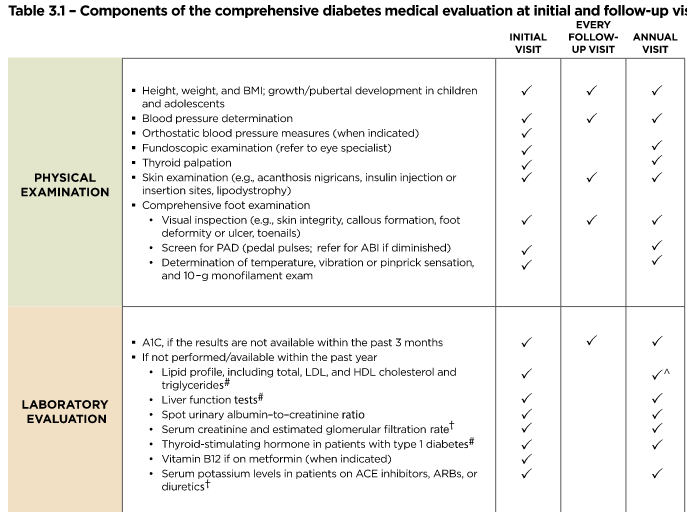 Table 3.1 – Components of the comprehensive diabetes medical evaluation at initial and follow-up
INITIAL VISIT
EVERY FOLLOW-UP VISIT
ANNUAL VISIT
PHYSICAL EXAMINATION
▪ Height, weight, and BMI; growth/pubertal development in children
and adolescents ✓ ✓ ✓
▪ Blood pressure determination ✓ ✓ ✓
▪ Orthostatic blood pressure measures (when indicated) ✓
▪ Fundoscopic examination (refer to eye specialist) ✓ ✓
▪ Thyroid palpation ✓ ✓
▪ Skin examination (e.g., acanthosis nigricans, insulin injection or
insertion sites, lipodystrophy) ✓ ✓ ✓
▪ Comprehensive foot examination
• Visual inspection (e.g., skin integrity, callous formation, foot
deformity or ulcer, toenails) ✓ ✓ ✓
• Screen for PAD (pedal pulses; refer for ABI if diminished) ✓ ✓
• Determination of temperature, vibration or pinprick sensation,
and 10-g monofilament exam ✓ ✓
LABORATORY EVALUATION
▪ A1C, if the results are not available within the past 3 months ✓ ✓ ✓
▪ If not performed/available within the past year
• Lipid profile, including total, LDL, and HDL cholesterol and
triglycerides# ✓ ✓^
• Liver function tests# ✓ ✓
• Spot urinary albumin-to-creatinine ratio ✓ ✓
• Serum creatinine and estimated glomerular filtration rate† ✓ ✓
• Thyroid-stimulating hormone in patients with type 1 diabetes# ✓ ✓
• Vitamin B12 if on metformin (when indicated) ✓
• Serum potassium levels in patients on ACE inhibitors, ARBs, or
diuretics† ✓ ✓